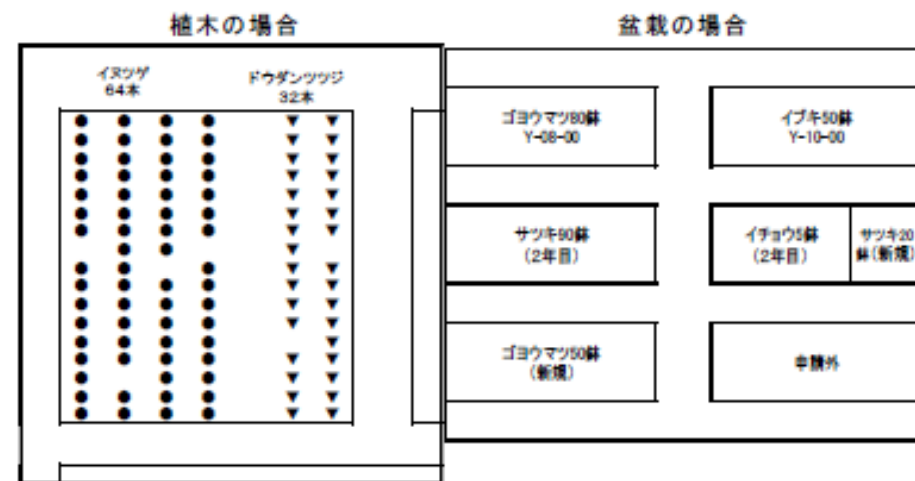 植木の場合
盆栽の場合
イヌツゲ
64本
ドウダンツツジ
32本
ゴヨウマツ80鉢
Y-08-00
イブキ50鉢
Y-10-00
サツキ90鉢
(2年目)
イチョウ5鉢
(2年目)
サツキ20
鉢(新規)
ゴヨウマツ50鉢
(新規)
申請外